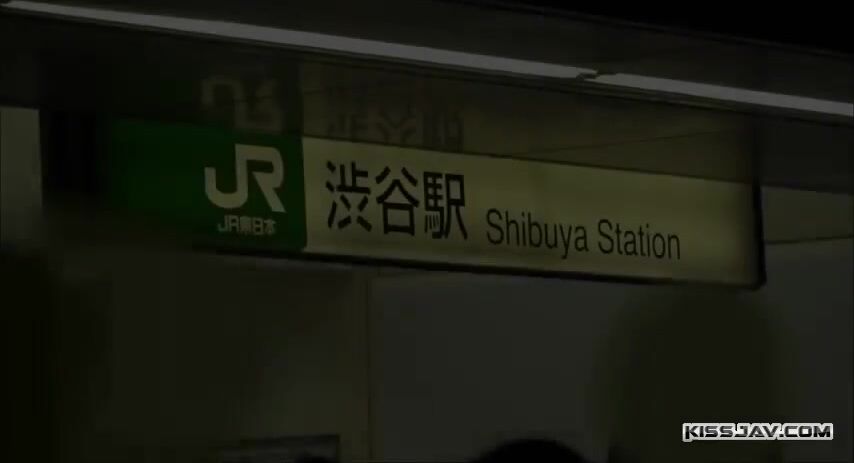 JR
JR東日本
渋谷駅 Shibuya Station
KISSJAV.COM